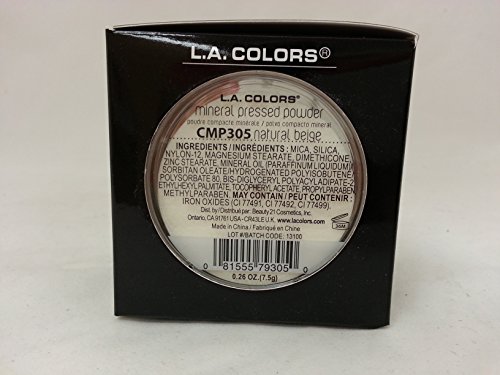 L.A. COLORS®
L.A. COLORS®
mineral pressed powder
poudre compacte minérale / polvo compacto mineral
CMP305 natural beige
INGREDIENTS / INGRÉDIENTS: MICA, SILICA,
NYLON-12, MAGNESIUM STEARATE, DIMETHICONE,
ZINC STEARATE, MINERAL OIL (PARAFFINUM LIQUIDUM)/
SORBITAN OLEATE/HYDROGENATED POLYISOBUTENE/
POLYSORBATE 80, BIS-DIGLYCERYL POLYACYLADIPATE-2
ETHYLHEXYL PALMITATE, TOCOPHERYL ACETATE, PROPYLPARABEN
METHYLPARABEN. MAY CONTAIN / PEUT CONTENIR:
IRON OXIDES (CI 77491, CI 77492, CI 77499).
Dist. by/Distribué par: Beauty 21 Cosmetics, Inc.
Ontario, CA 91761 USA - CR43LE U.K. www.lacolors.com
Made in China / Fabriqué en Chine
LOT #/BATCH CODE: 13100
36M
0 81555 79305 0
0.26 OZ. (7.5g)